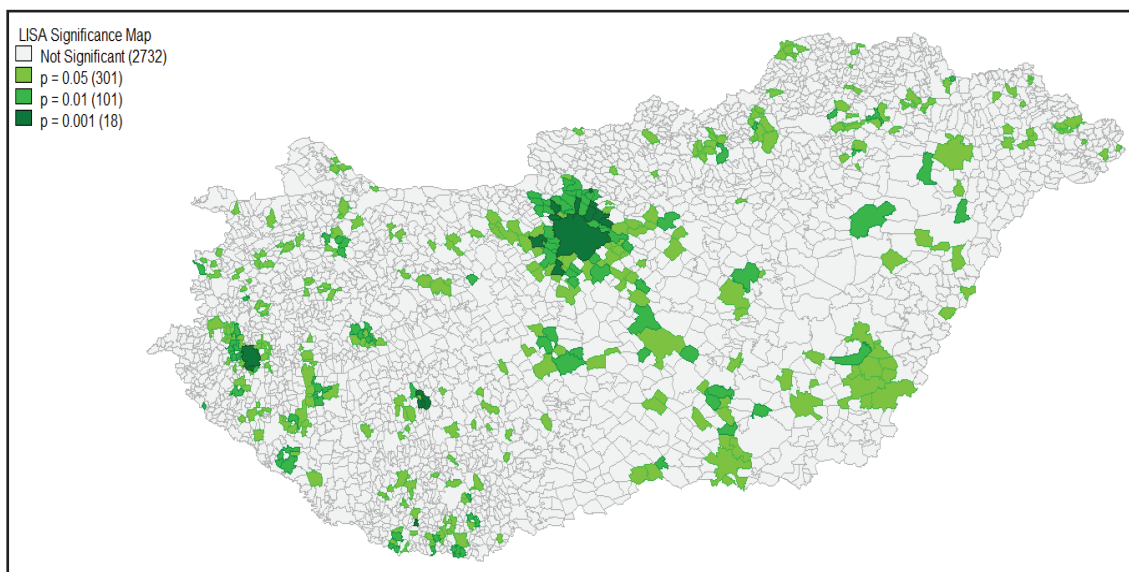 LISA Significance Map
Not Significant (2732)
p = 0.05 (301)
p = 0.01 (101)
p = 0.001 (18)